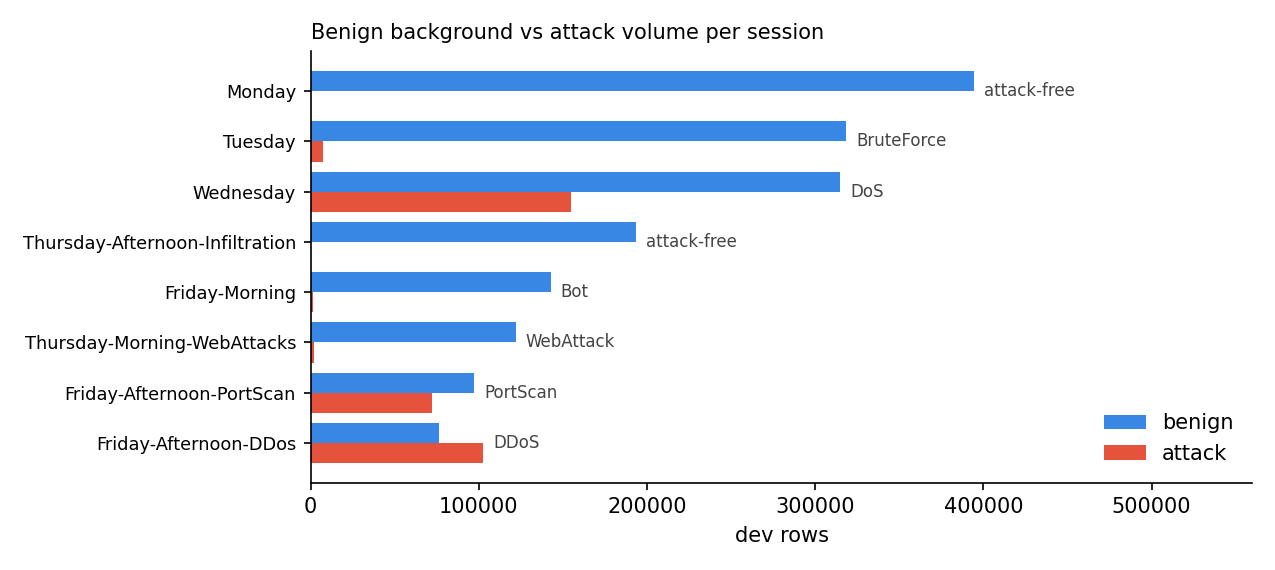 Benign background vs attack volume per session
Monday
attack-free
Tuesday
BruteForce
Wednesday
DoS
Thursday-Afternoon-Infiltration
attack-free
Friday-Morning
Bot
Thursday-Morning-WebAttacks
WebAttack
Friday-Afternoon-PortScan
PortScan
Friday-Afternoon-DDos
DDoS
benign
attack
0 100000 200000 300000 400000 500000
dev rows